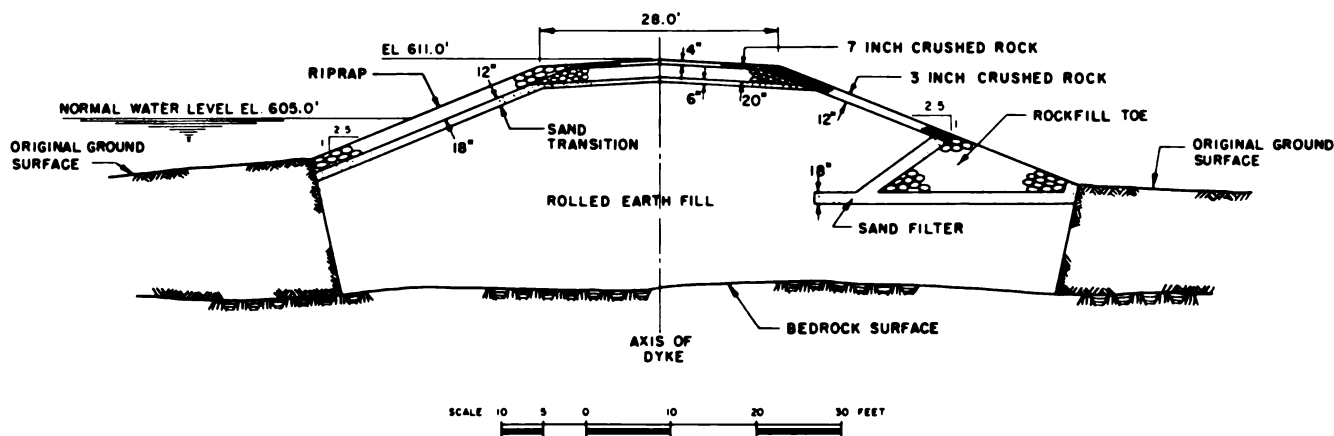 28.0'
EL 611.0'
4"
7 INCH CRUSHED ROCK
RIPRAP
12"
3 INCH CRUSHED ROCK
NORMAL WATER LEVEL EL. 605.0'
6"
20"
2 5
1
12"
SAND
TRANSITION
ROCKFILL TOE
ORIGINAL GROUND
SURFACE
1
2 5
18"
ORIGINAL GROUND
SURFACE
18"
ROLLED EARTH FILL
SAND FILTER
BEDROCK SURFACE
AXIS OF
DYKE
SCALE 10 5 0 10 20 30 FEET